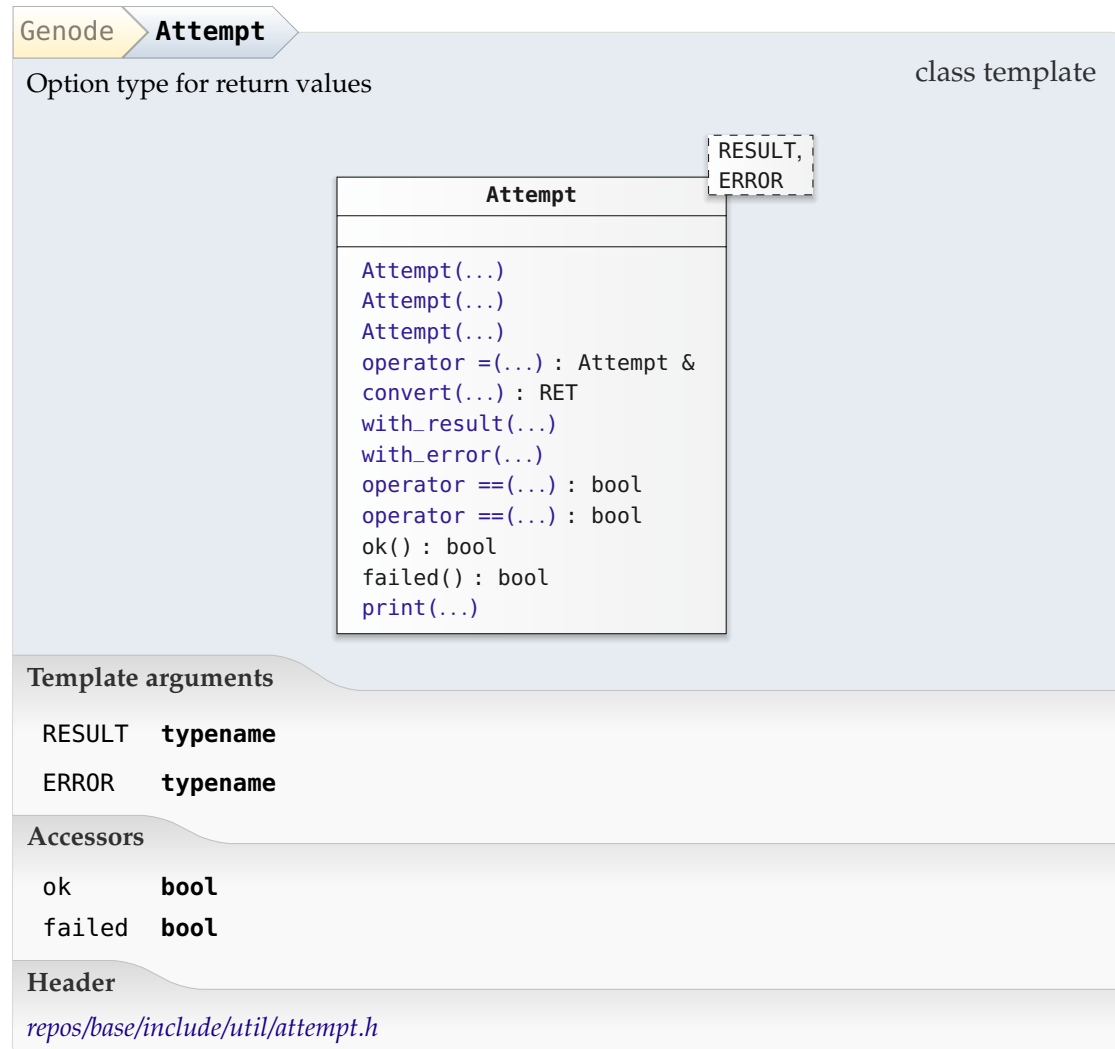 Genode Attempt
Option type for return values
class template
RESULT,
ERROR
Attempt
Attempt(...)
Attempt(...)
Attempt(...)
operator =(...) : Attempt &
convert(...) : RET
with_result(...)
with_error(...)
operator ==(...) : bool
operator ==(...) : bool
ok() : bool
failed() : bool
print(...)
Template arguments
RESULT typename
ERROR typename
Accessors
ok bool
failed bool
Header
repos/base/include/util/attempt.h